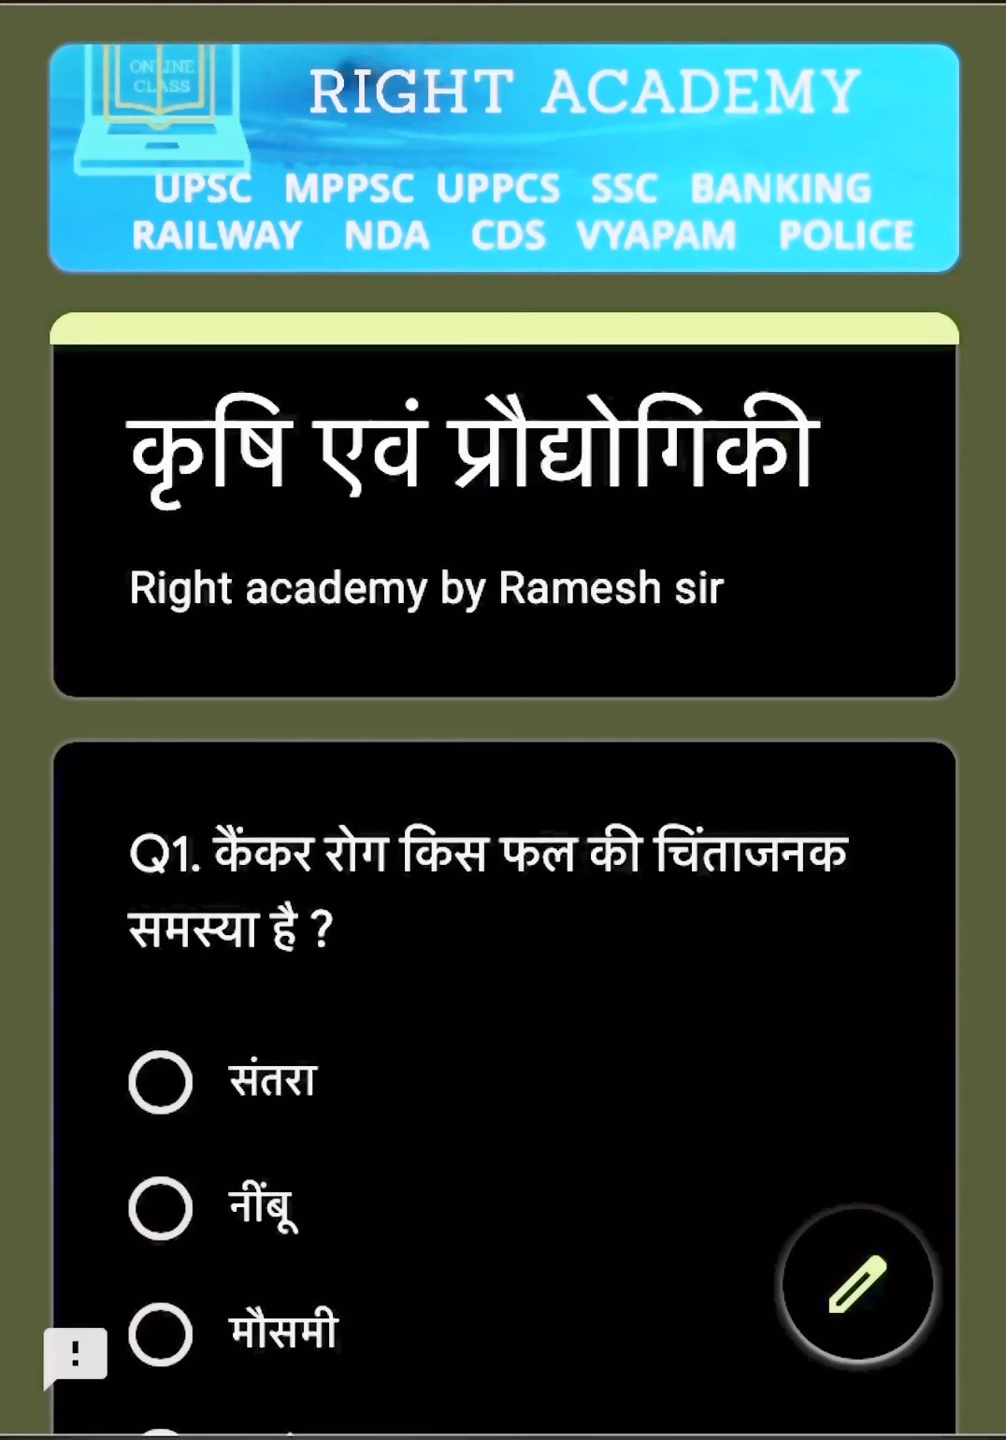 ONLINE
CLASS
RIGHT ACADEMY
UPSC MPPSC UPPCS SSC BANKING
RAILWAY NDA CDS VYAPAM POLICE
कृषि एवं प्रौद्योगिकी
Right academy by Ramesh sir
Q1. कैंकर रोग किस फल की चिंताजनक
समस्या है ?
संतरा
नींबू
मौसमी